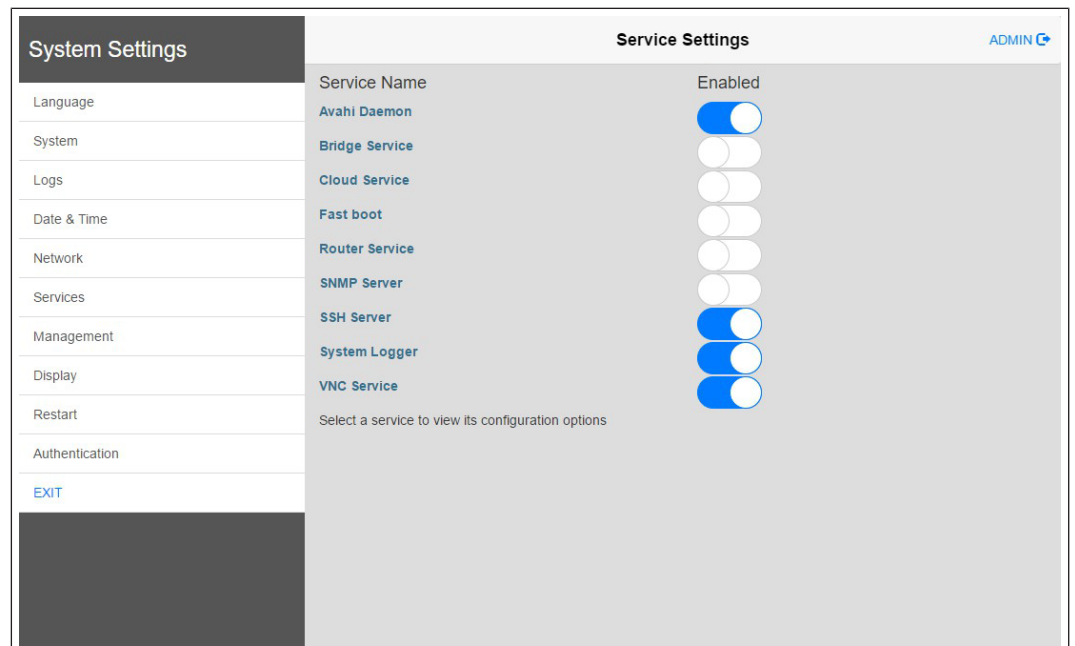 System Settings
Language
System
Logs
Date & Time
Network
Services
Management
Display
Restart
Authentication
EXIT
Service Settings
ADMIN
Service Name Enabled
Avahi Daemon
Bridge Service
Cloud Service
Fast boot
Router Service
SNMP Server
SSH Server
System Logger
VNC Service
Select a service to view its configuration options